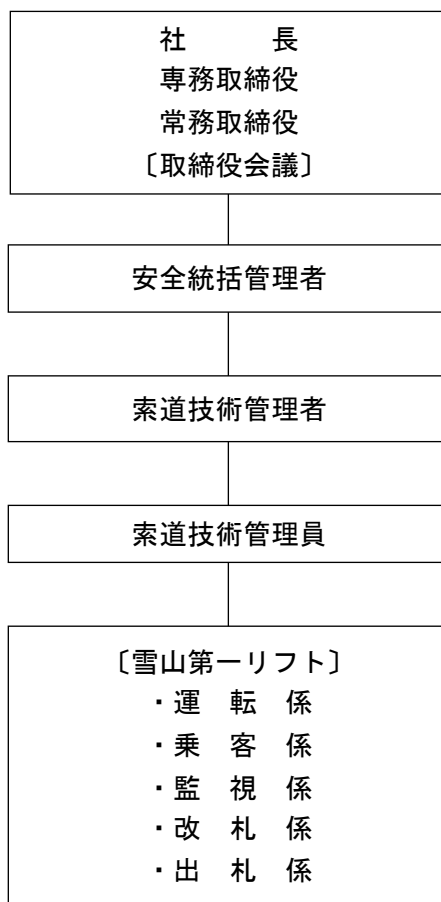 社　　　長
専務取締役
常務取締役
〔取締役会議〕
安全統括管理者
索道技術管理者
索道技術管理員
〔雪山第一リフト〕
・運　転　係
・乗　客　係
・監　視　係
・改　札　係
・出　札　係